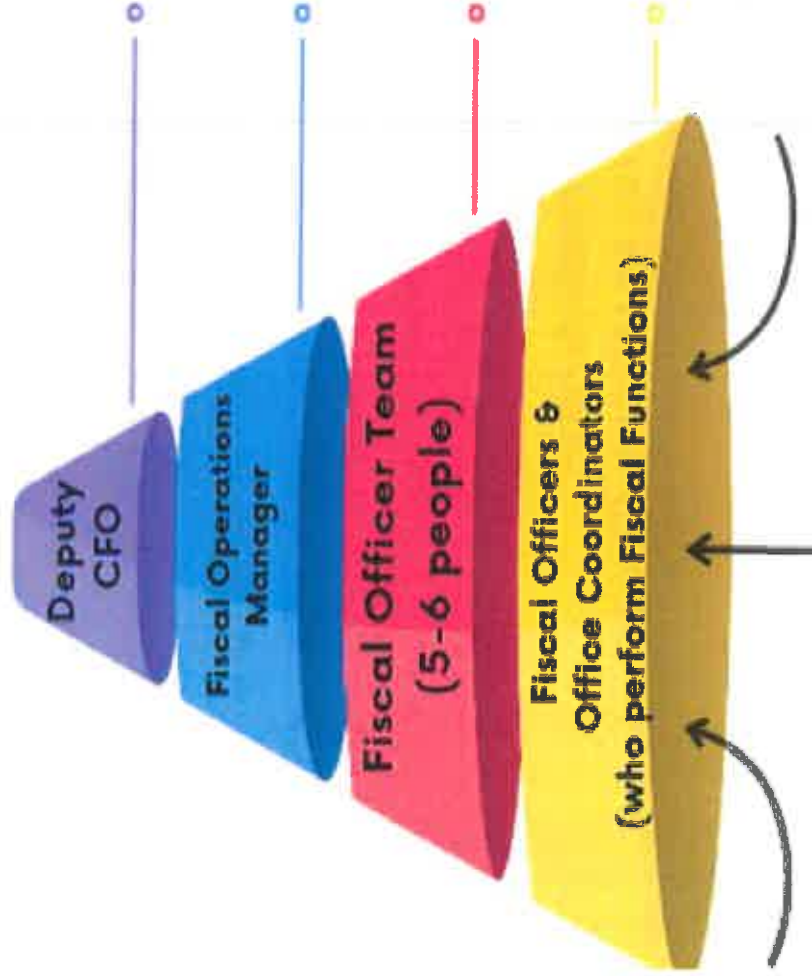 Deputy
CFO
Fiscal Operations
Manager
Fiscal Officer Team
(5-6 people)
Fiscal Officers &
Office Coordinators
(who perform Fiscal Functions)